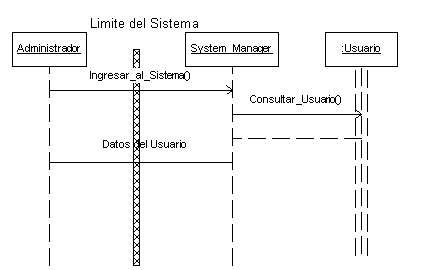 Limite del Sistema
Administrador
System_Manager
:Usuario
Ingresar_al_Sistema()
Consultar_Usuario()
Datos del Usuario